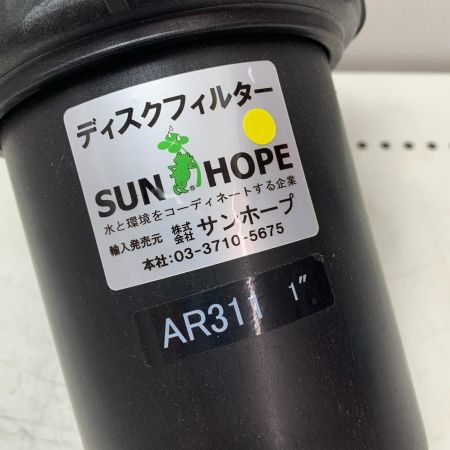 ディスクフィルター
SUN HOPE
®
水と環境をコーディネートする企業
輸入発売元 株式会社 サンホープ
本社:03-3710-5675
AR311 1"